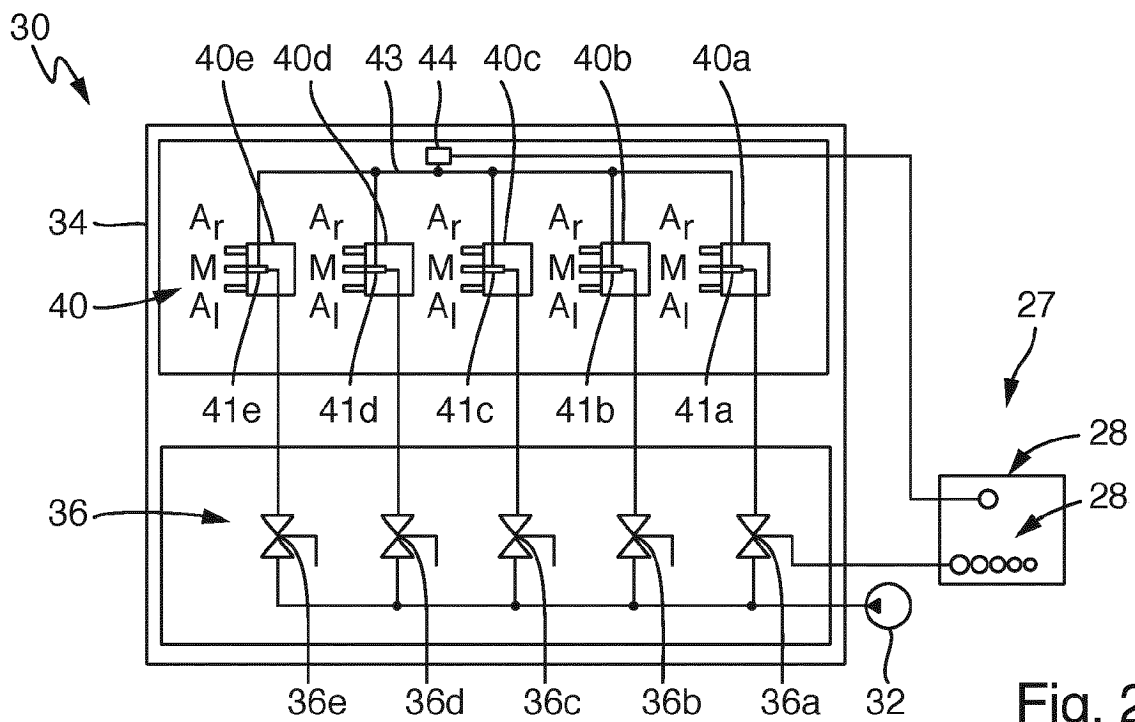 30
40e 40d 43 44 40c 40b 40a
34
Ar Ar Ar Ar Ar
M M M M M
40
Al Al Al Al Al
27
41e 41d 41c 41b 41a
28
28
36
36e 36d 36c 36b 36a 32
Fig. 2